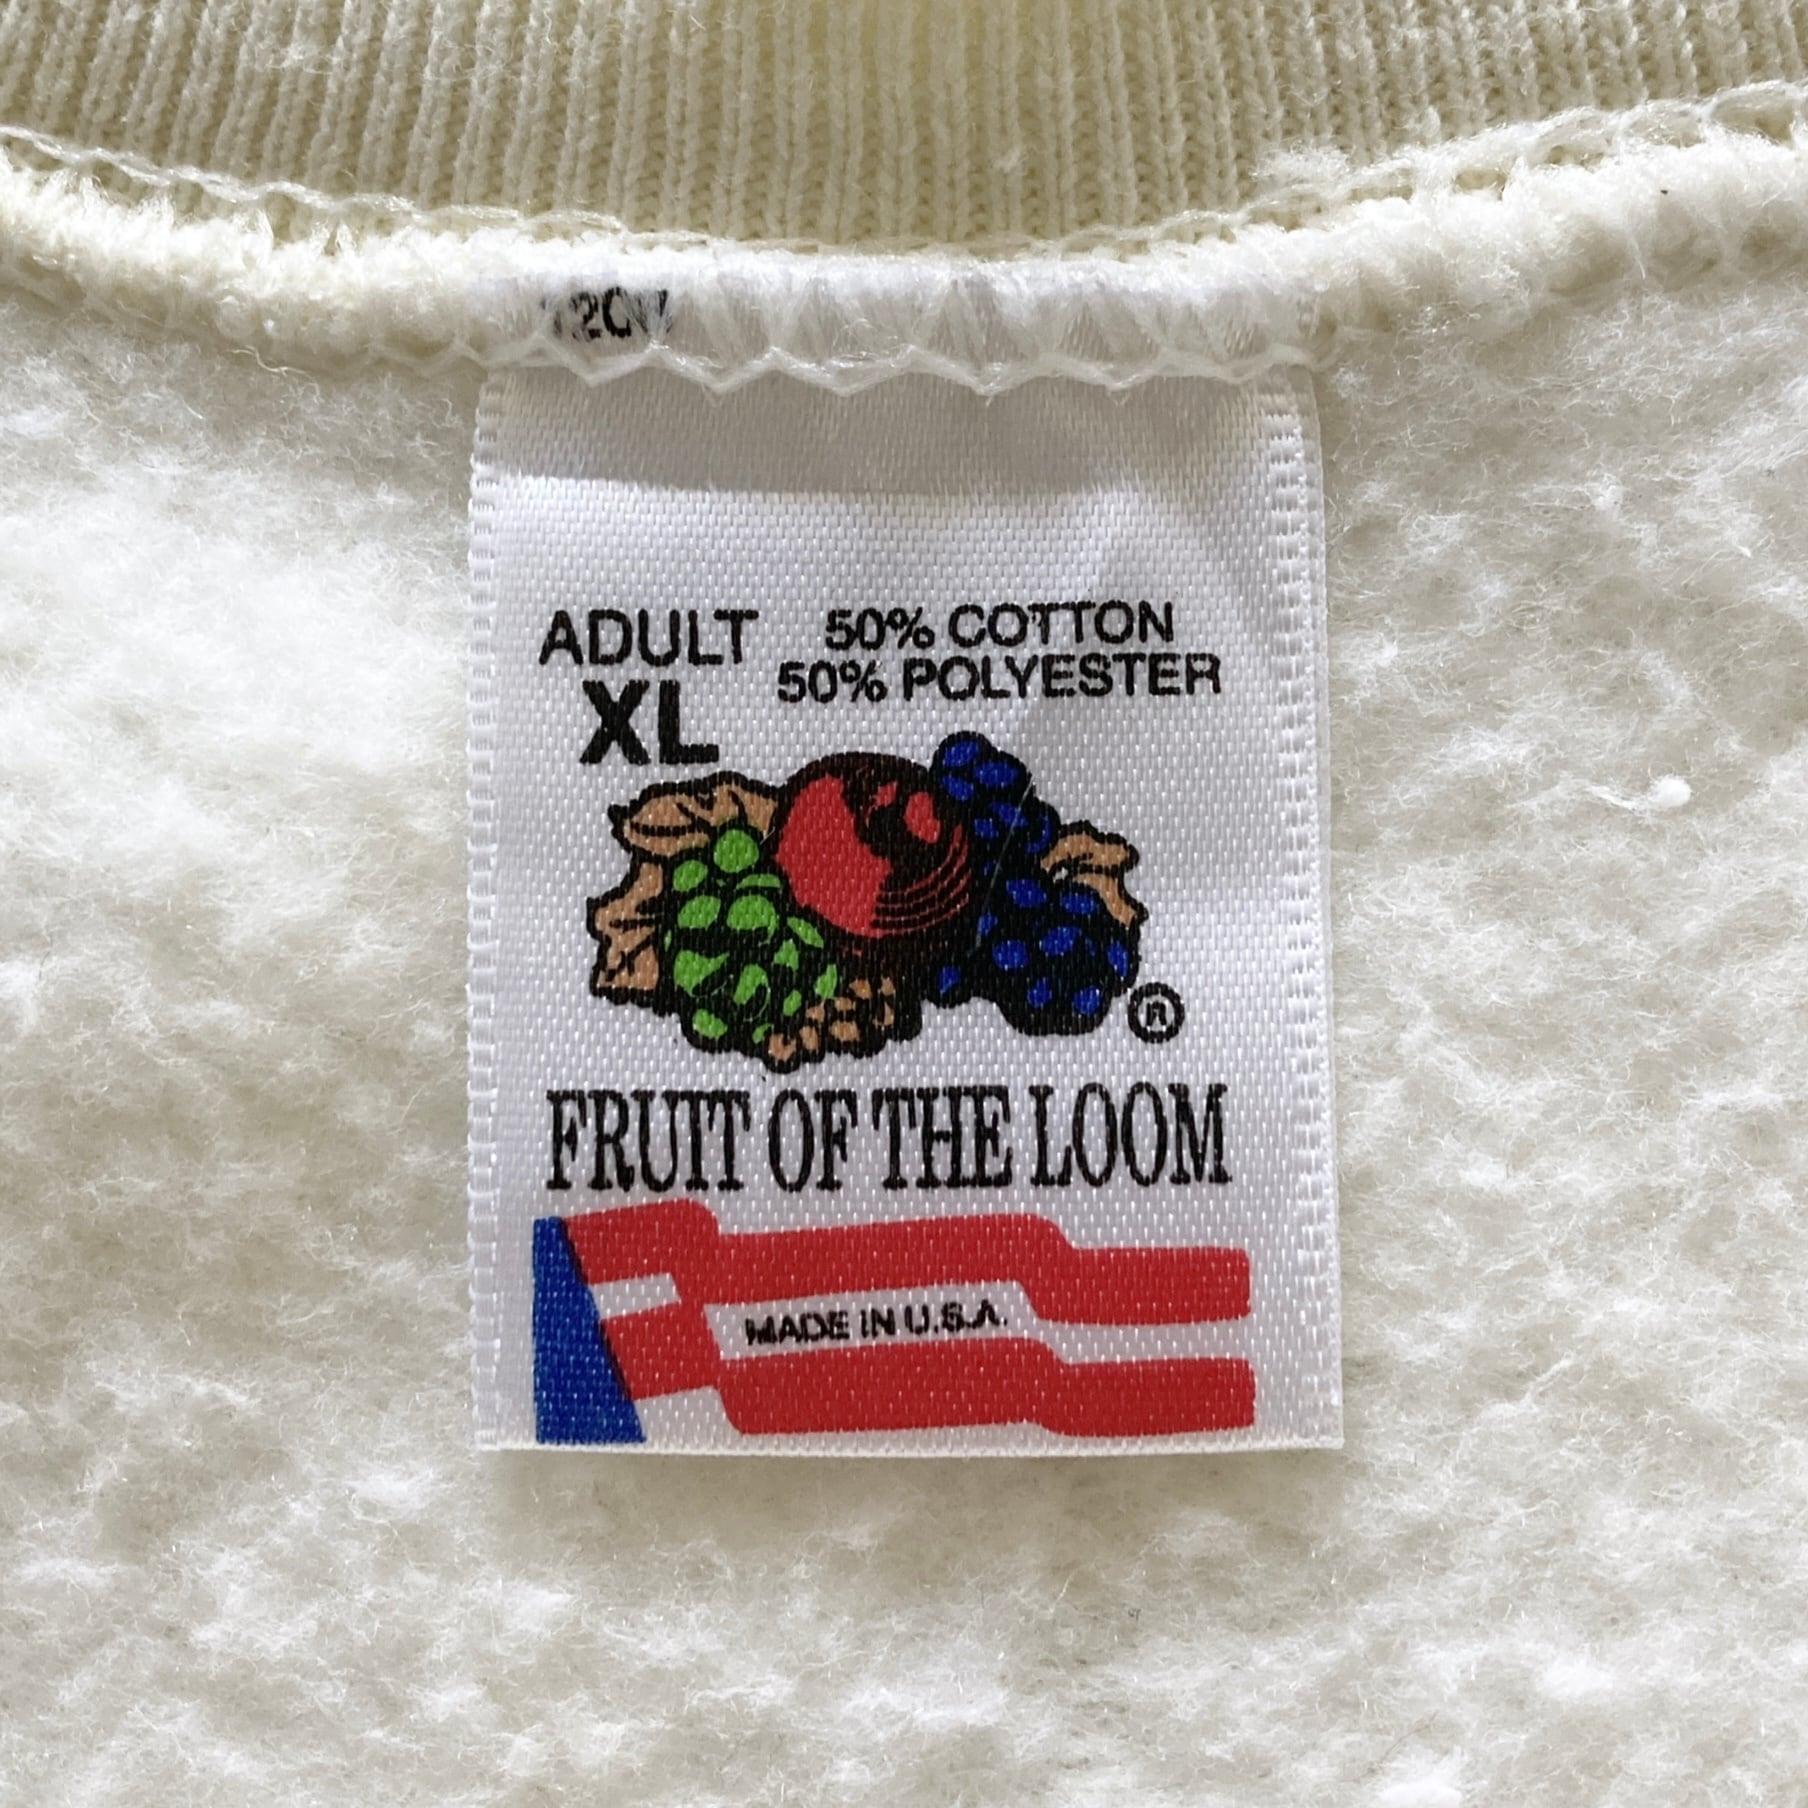 ADULT
XL
50% COTTON
50% POLYESTER
®
FRUIT OF THE LOOM
MADE IN U.S.A.